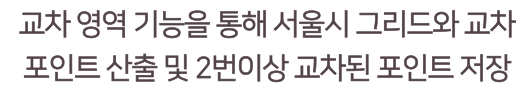 교차 영역 기능을 통해 서울시 그리드와 교차
포인트 산출 및 2번이상 교차된 포인트 저장